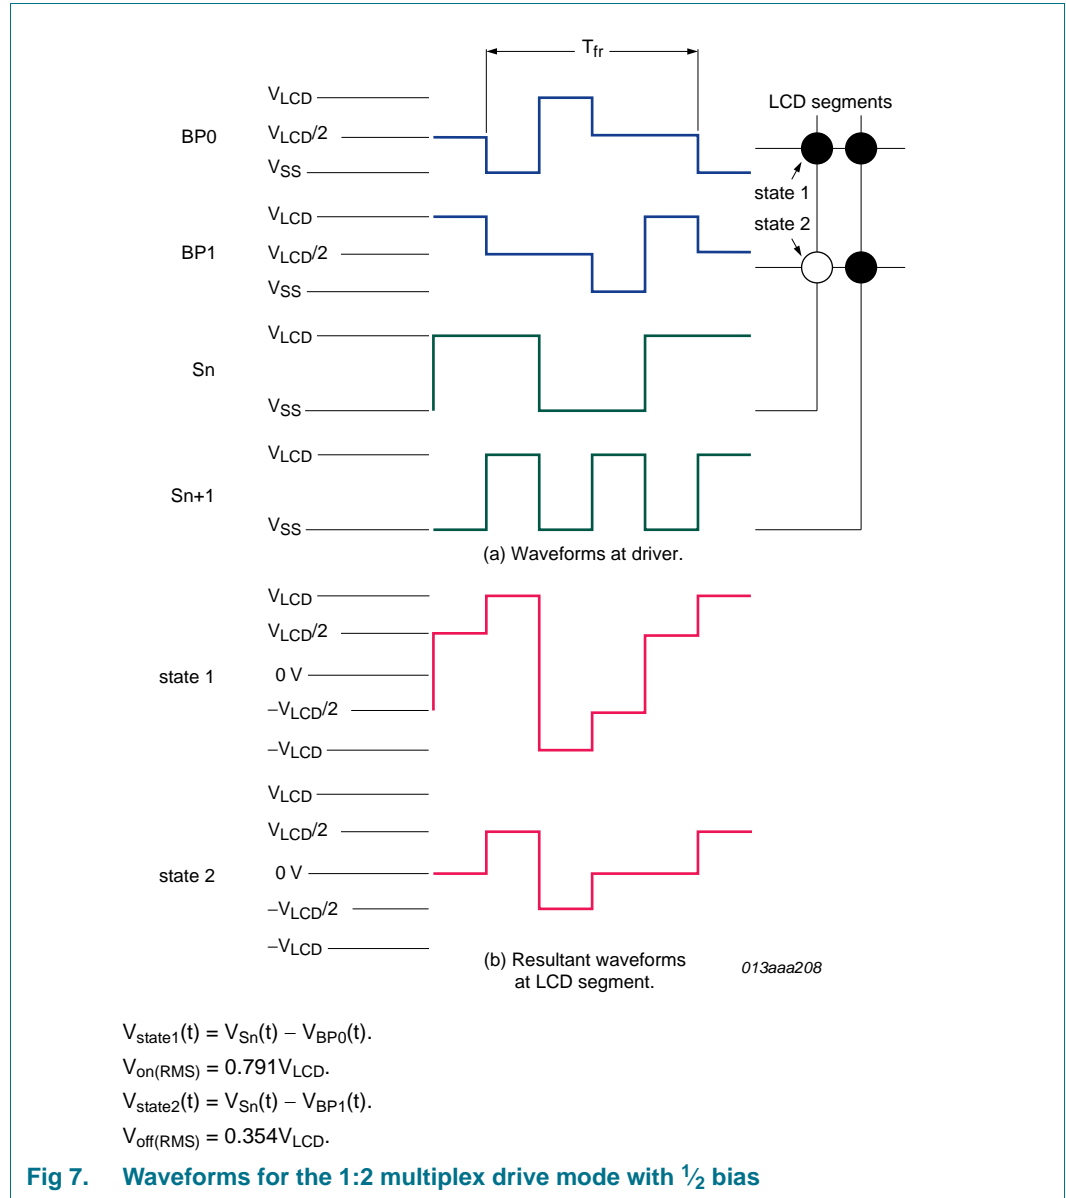 Tfr
VLCD
LCD segments
BP0
VLCD/2
VSS
state 1
VLCD
state 2
BP1
VLCD/2
VSS
VLCD
Sn
VSS
VLCD
Sn+1
VSS
(a) Waveforms at driver.
VLCD
VLCD/2
state 1
0 V
−VLCD/2
−VLCD
VLCD
VLCD/2
state 2
0 V
−VLCD/2
−VLCD
(b) Resultant waveforms
at LCD segment.
013aaa208
Vstate1(t) = VSn(t) − VBP0(t).
Von(RMS) = 0.791VLCD.
Vstate2(t) = VSn(t) − VBP1(t).
Voff(RMS) = 0.354VLCD.
Fig 7. Waveforms for the 1:2 multiplex drive mode with 1⁄2 bias